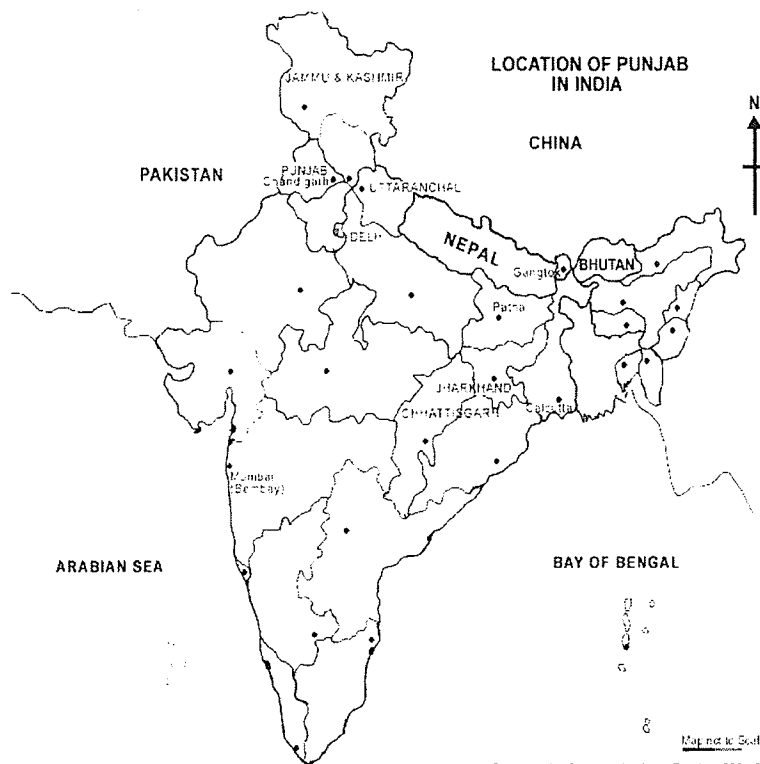 LOCATION OF PUNJAB
IN INDIA
N
JAMMU & KASHMIR
CHINA
PAKISTAN
PUNJAB
Chandigarh
UTTARANCHAL
DELHI
NEPAL
Gangtok
BHUTAN
Patna
JHARKHAND
CHHATTISGARH
Calcutta
Mumbai
(Bombay)
ARABIAN SEA
BAY OF BENGAL
Map not to Scale